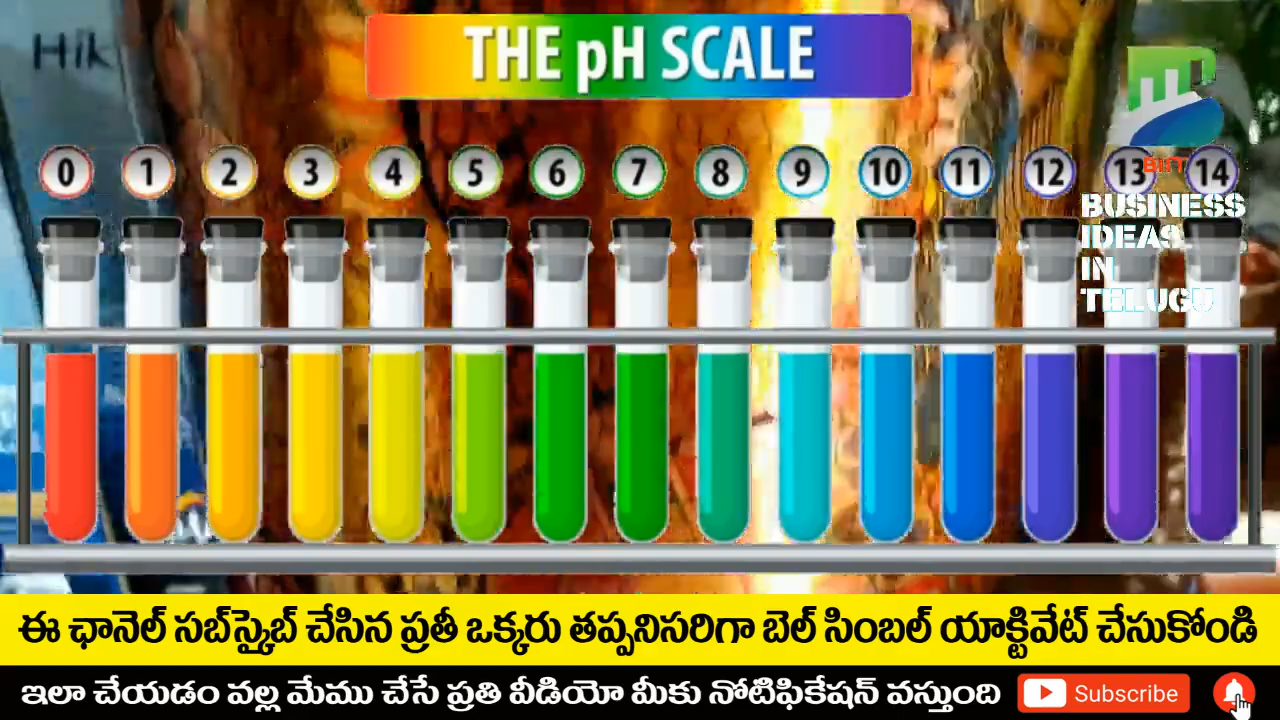 Hik
THE pH SCALE
0 1 2 3 4 5 6 7 8 9 10 11 12 13 14
BIIT
BUSINESS
IDEAS
IN
TELUGU
ఈ ఛానెల్ సబ్‌స్క్రైబ్ చేసిన ప్రతీ ఒక్కరు తప్పనిసరిగా బెల్ సింబల్ యాక్టివేట్ చేసుకోండి
ఇలా చేయడం వల్ల మేము చేసే ప్రతి వీడియో మీకు నోటిఫికేషన్ వస్తుంది Subscribe